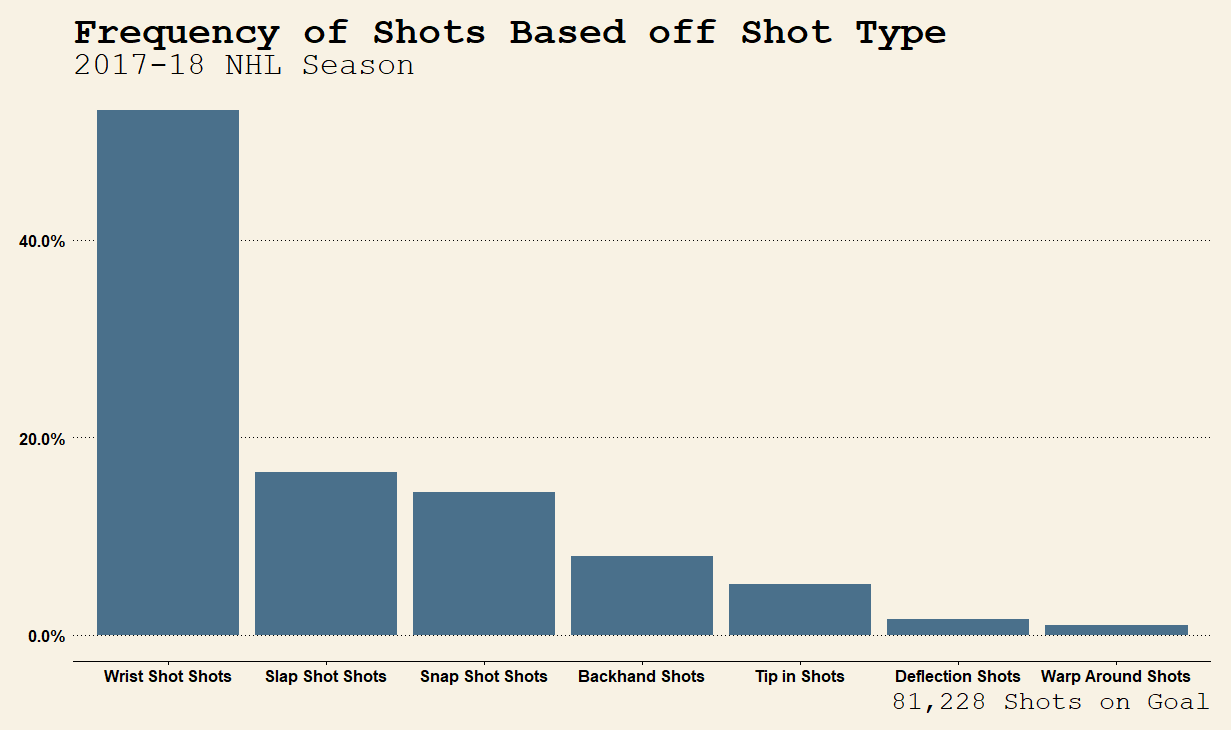 Frequency of Shots Based off Shot Type
2017-18 NHL Season
40.0%
20.0%
0.0%
Wrist Shot Shots
Slap Shot Shots
Snap Shot Shots
Backhand Shots
Tip in Shots
Deflection Shots
Warp Around Shots
81,228 Shots on Goal